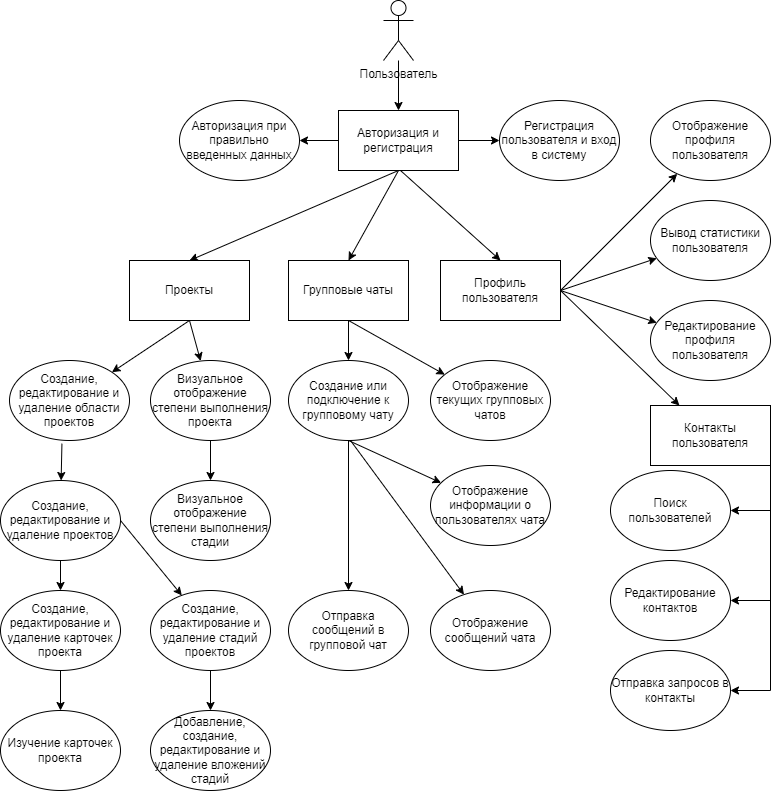 Пользователь
Авторизация при
правильно
введенных данных
Авторизация и
регистрация
Регистрация
пользователя и вход
в систему
Отображение
профиля
пользователя
Вывод статистики
пользователя
Проекты
Групповые чаты
Профиль
пользователя
Редактирование
профиля
пользователя
Создание,
редактирование и
удаление области
проектов
Визуальное
отображение
степени выполнения
проекта
Создание или
подключение к
групповому чату
Отображение
текущих групповых
чатов
Контакты
пользователя
Создание,
редактирование и
удаление проектов
Визуальное
отображение
степени выполнения
стадии
Отображение
информации о
пользователях чата
Поиск
пользователей
Создание,
редактирование и
удаление карточек
проекта
Создание,
редактирование и
удаление стадий
проектов
Отправка
сообщений в
групповой чат
Отображение
сообщений чата
Редактирование
контактов
Отправка запросов в
контакты
Изучение карточек
проекта
Добавление,
создание,
редактирование и
удаление вложений
стадий